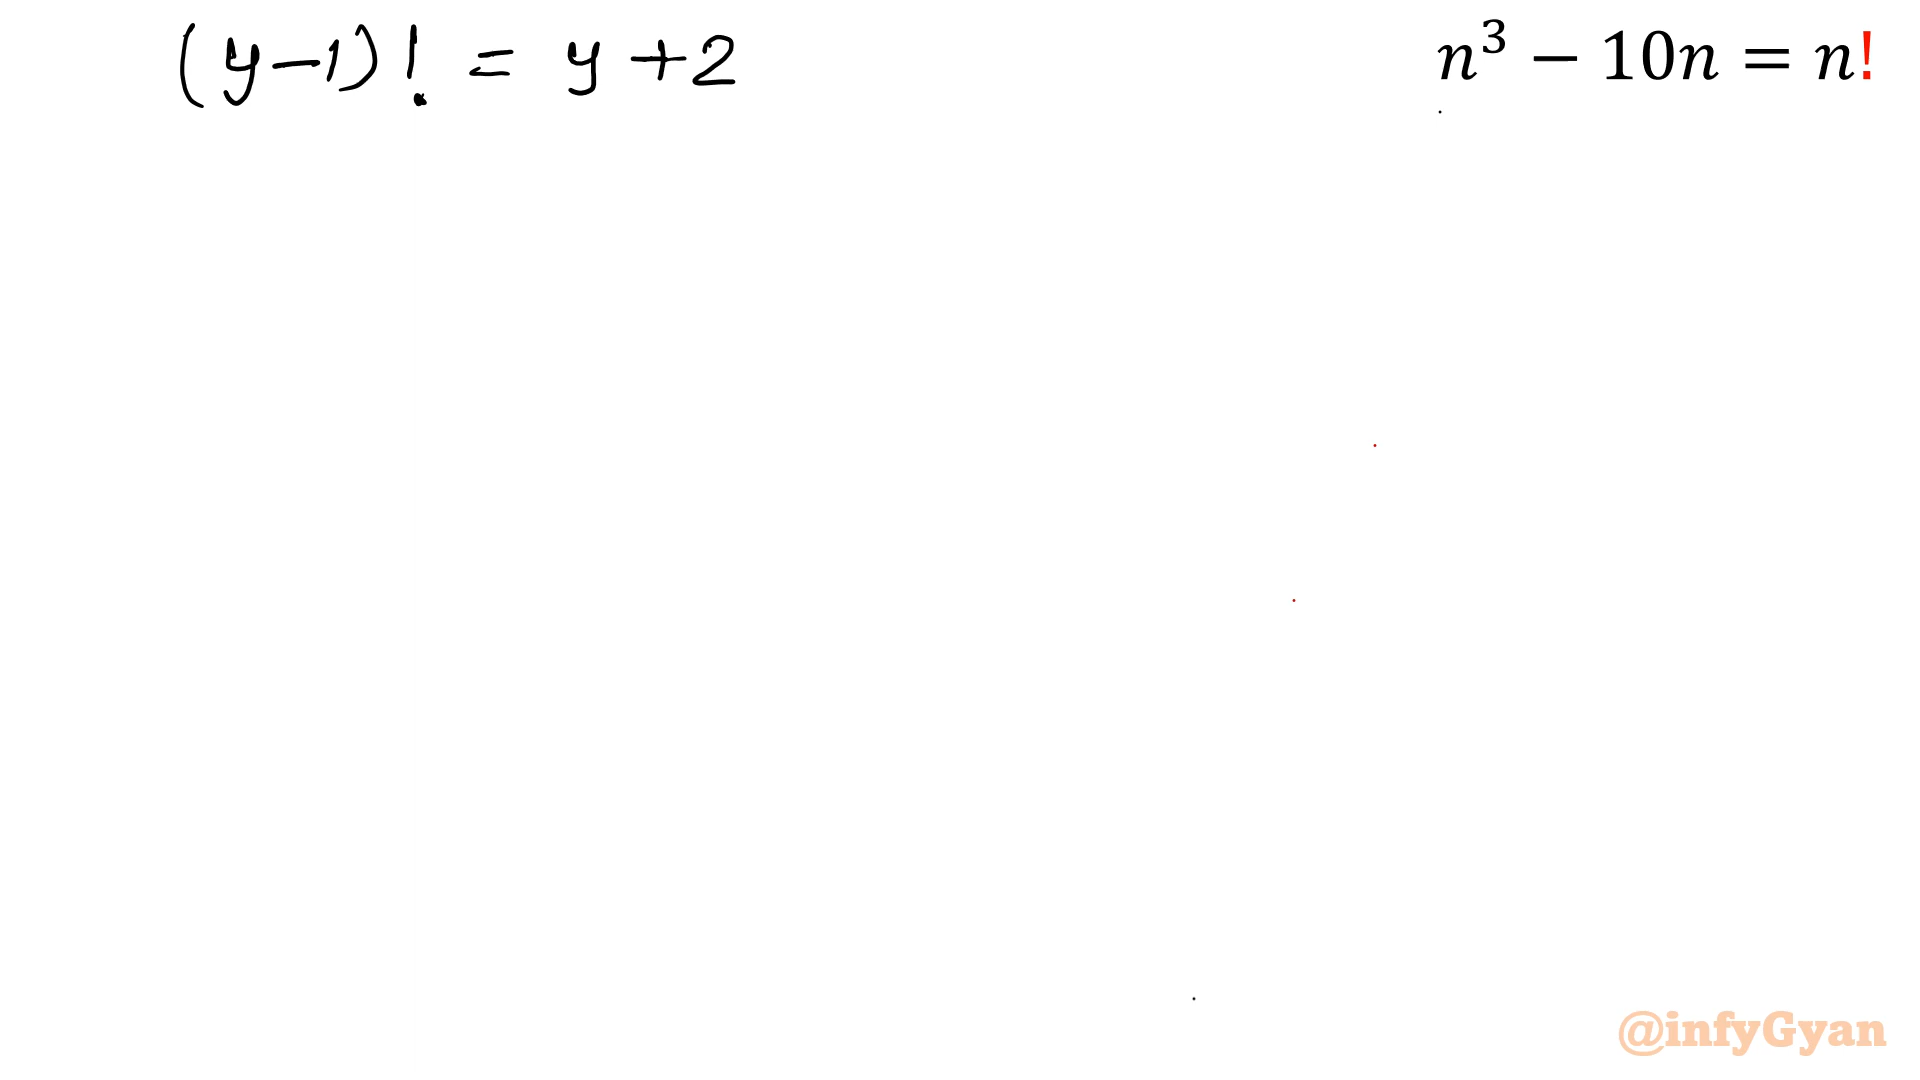 (y-1)! = y+2
n³ − 10n = n!
@infyGyan